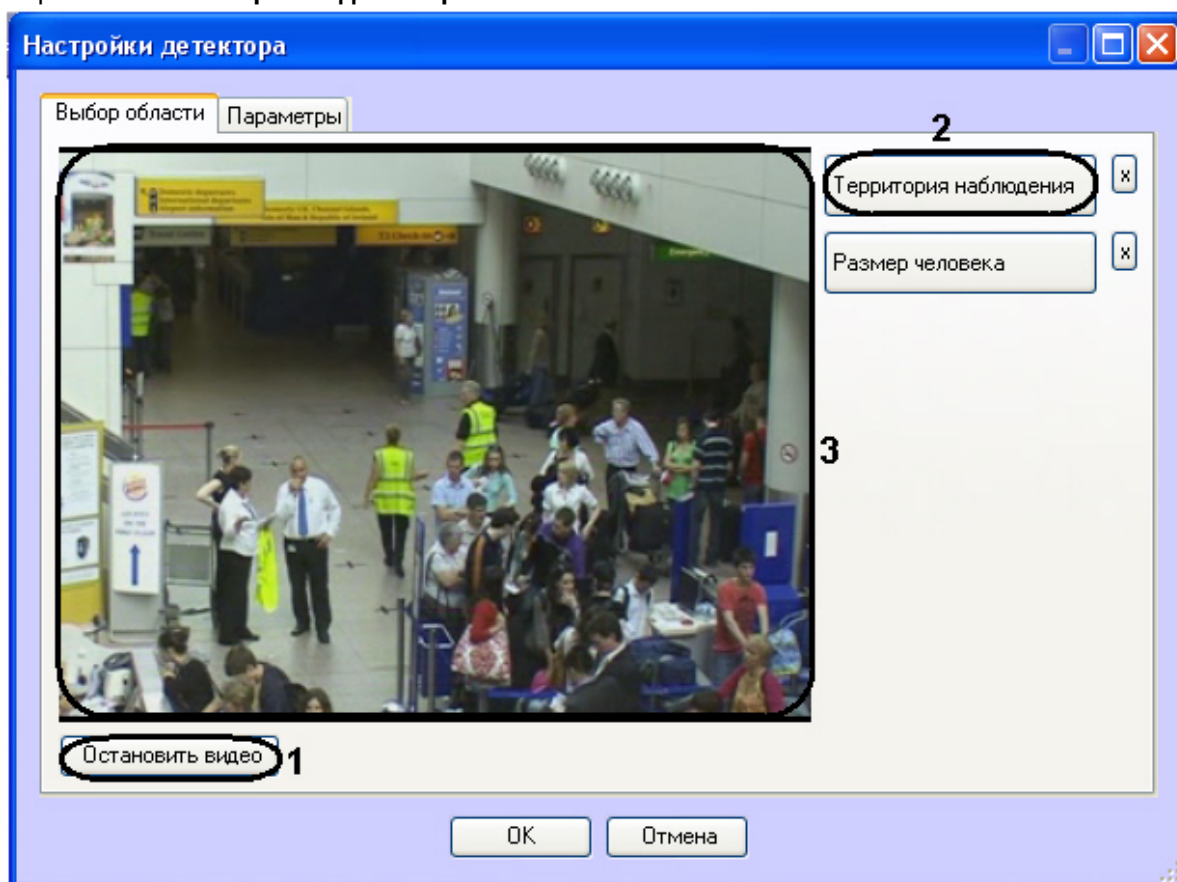 Настройки детектора
Выбор области
Параметры
2
Территория наблюдения
x
Размер человека
x
3
Остановить видео
1
OK
Отмена